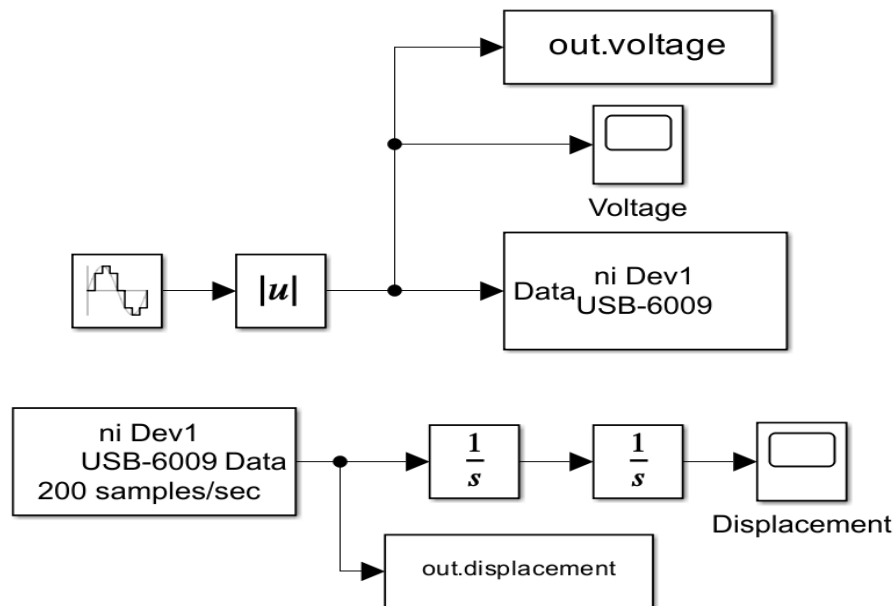 out.voltage
Voltage
|u|
Data
ni Dev1
USB-6009
ni Dev1
USB-6009 Data
200 samples/sec
1
s
1
s
Displacement
out.displacement